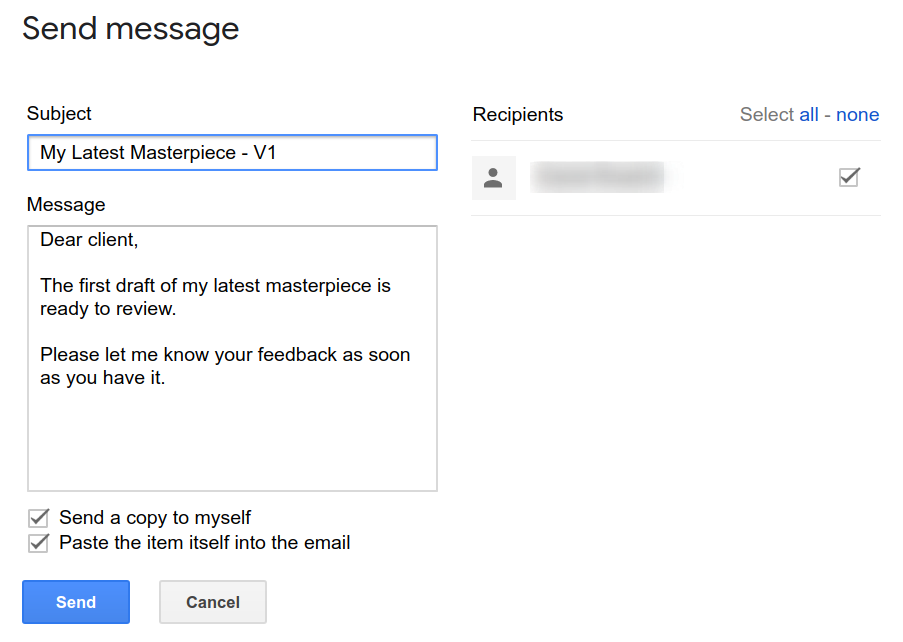 Send message
Subject
My Latest Masterpiece - V1
Message
Dear client,
The first draft of my latest masterpiece is
ready to review.
Please let me know your feedback as soon
as you have it.
Send a copy to myself
Paste the item itself into the email
Send
Cancel
Recipients
Select all - none